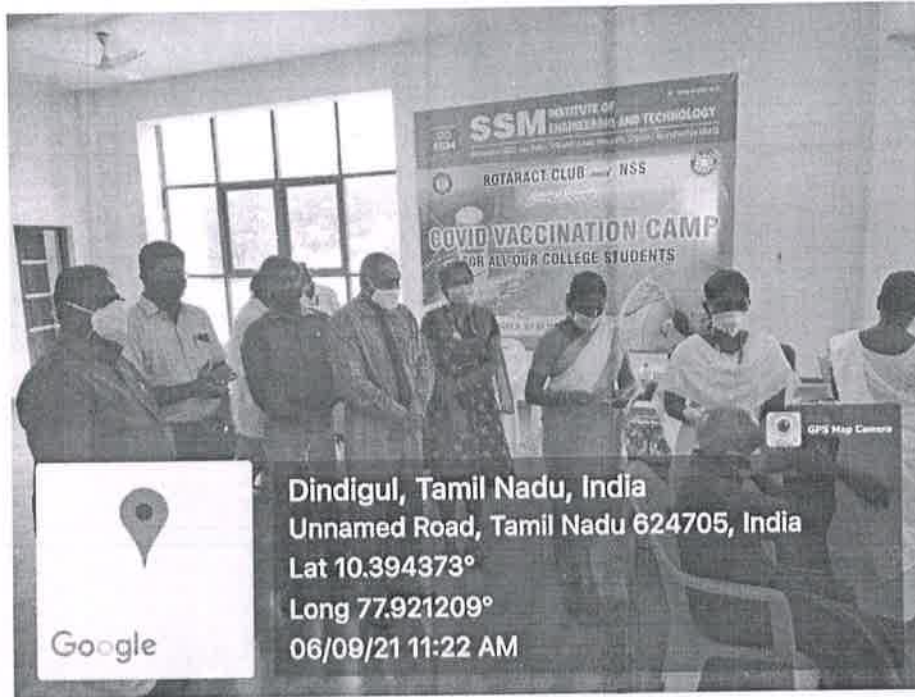 SSM INSTITUTE OF
ENGINEERING AND TECHNOLOGY
ROTARACT CLUB and NSS
COVID VACCINATION CAMP
FOR ALL OUR COLLEGE STUDENTS
GPS Map Camera
Dindigul, Tamil Nadu, India
Unnamed Road, Tamil Nadu 624705, India
Lat 10.394373°
Long 77.921209°
06/09/21 11:22 AM
Google